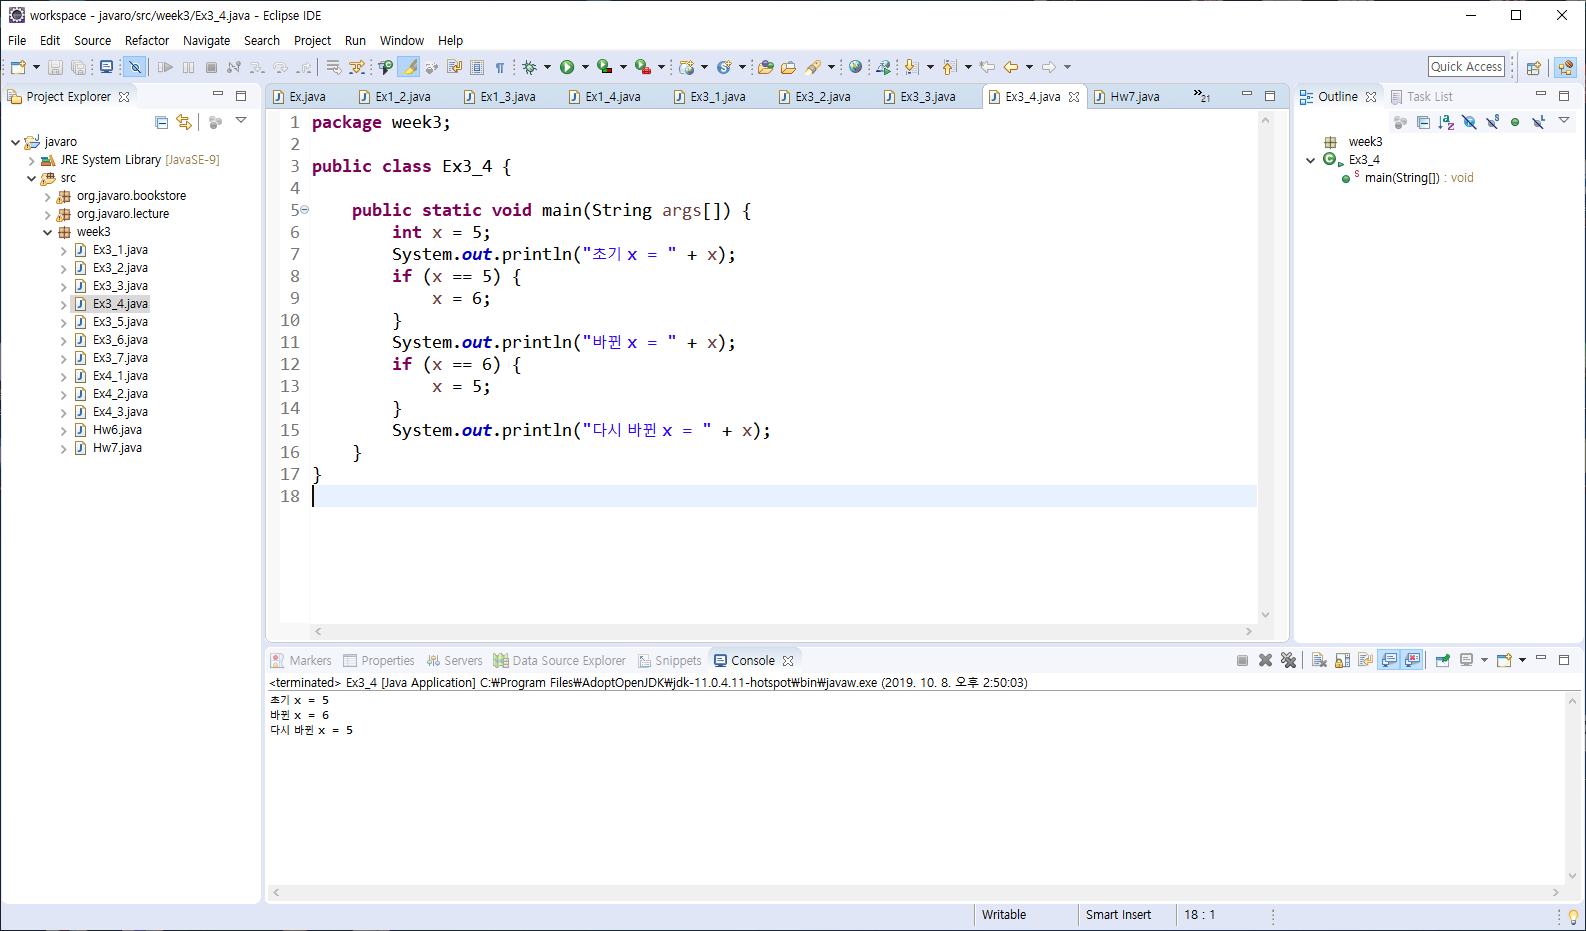 workspace - javaro/src/week3/Ex3_4.java - Eclipse IDE
File Edit Source Refactor Navigate Search Project Run Window Help
Quick Access
Project Explorer
javaro
JRE System Library [JavaSE-9]
src
org.javaro.bookstore
org.javaro.lecture
week3
Ex3_1.java
Ex3_2.java
Ex3_3.java
Ex3_4.java
Ex3_5.java
Ex3_6.java
Ex3_7.java
Ex4_1.java
Ex4_2.java
Ex4_3.java
Hw6.java
Hw7.java
Ex.java Ex1_2.java Ex1_3.java Ex1_4.java Ex3_1.java Ex3_2.java Ex3_3.java Ex3_4.java Hw7.java »21
1 package week3;
2
3 public class Ex3_4 {
4
5 public static void main(String args[]) {
6 int x = 5;
7 System.out.println("초기 x = " + x);
8 if (x == 5) {
9 x = 6;
10 }
11 System.out.println("바뀐 x = " + x);
12 if (x == 6) {
13 x = 5;
14 }
15 System.out.println("다시 바뀐 x = " + x);
16 }
17 }
18
Outline Task List
week3
Ex3_4
main(String[]) : void
Markers Properties Servers Data Source Explorer Snippets Console
<terminated> Ex3_4 [Java Application] C:₩Program Files₩AdoptOpenJDK₩jdk-11.0.4.11-hotspot₩bin₩javaw.exe (2019. 10. 8. 오후 2:50:03)
초기 x = 5
바뀐 x = 6
다시 바뀐 x = 5
Writable Smart Insert 18 : 1